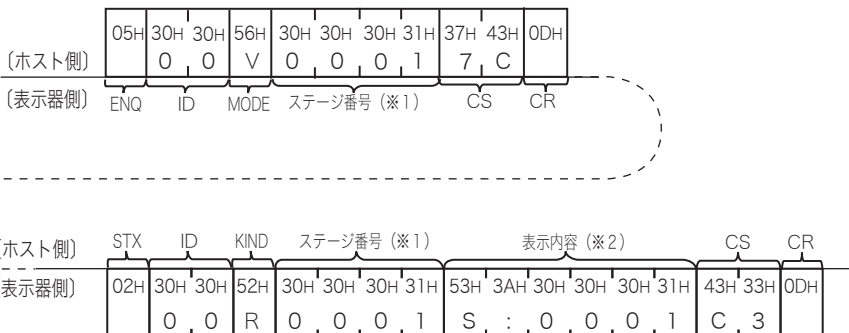 05H 30H 30H 56H 30H 30H 30H 31H 37H 43H 0DH
〔ホスト側〕 0 0 V 0 0 0 1 7 C
〔表示器側〕 ENQ ID MODE ステージ番号（※1） CS CR
ホスト側〕 STX ID KIND ステージ番号（※1） 表示内容（※2） CS CR
表示器側〕 02H 30H 30H 52H 30H 30H 30H 31H 53H 3AH 30H 30H 30H 31H 43H 33H 0DH
0 0 R 0 0 0 1 S : 0 0 0 1 C 3